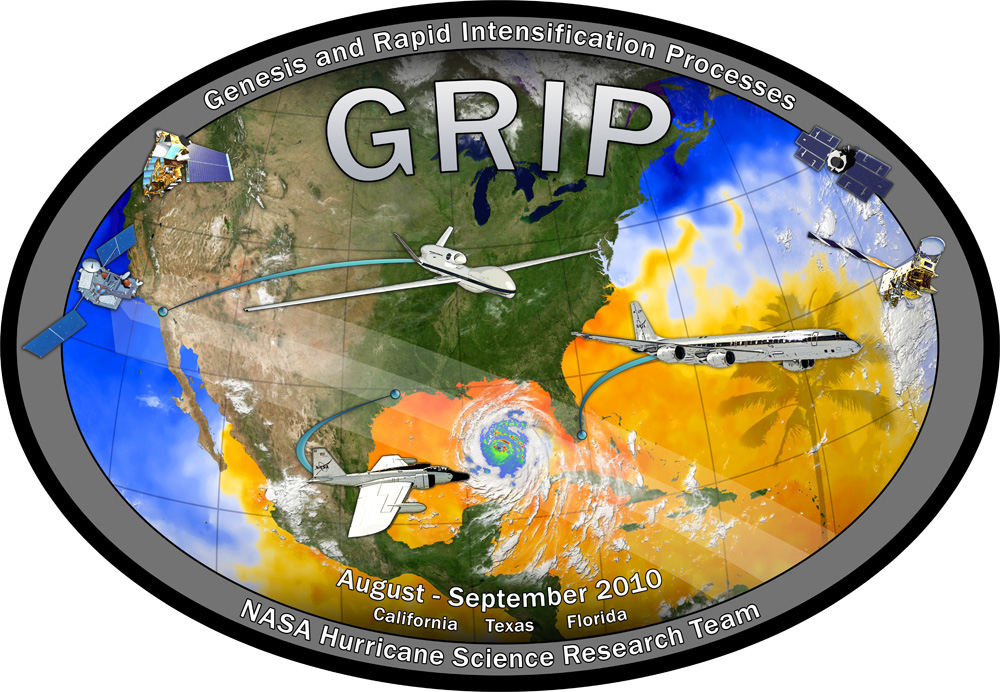 Genesis and Rapid Intensification Processes
GRIP
August - September 2010
California Texas Florida
NASA Hurricane Science Research Team